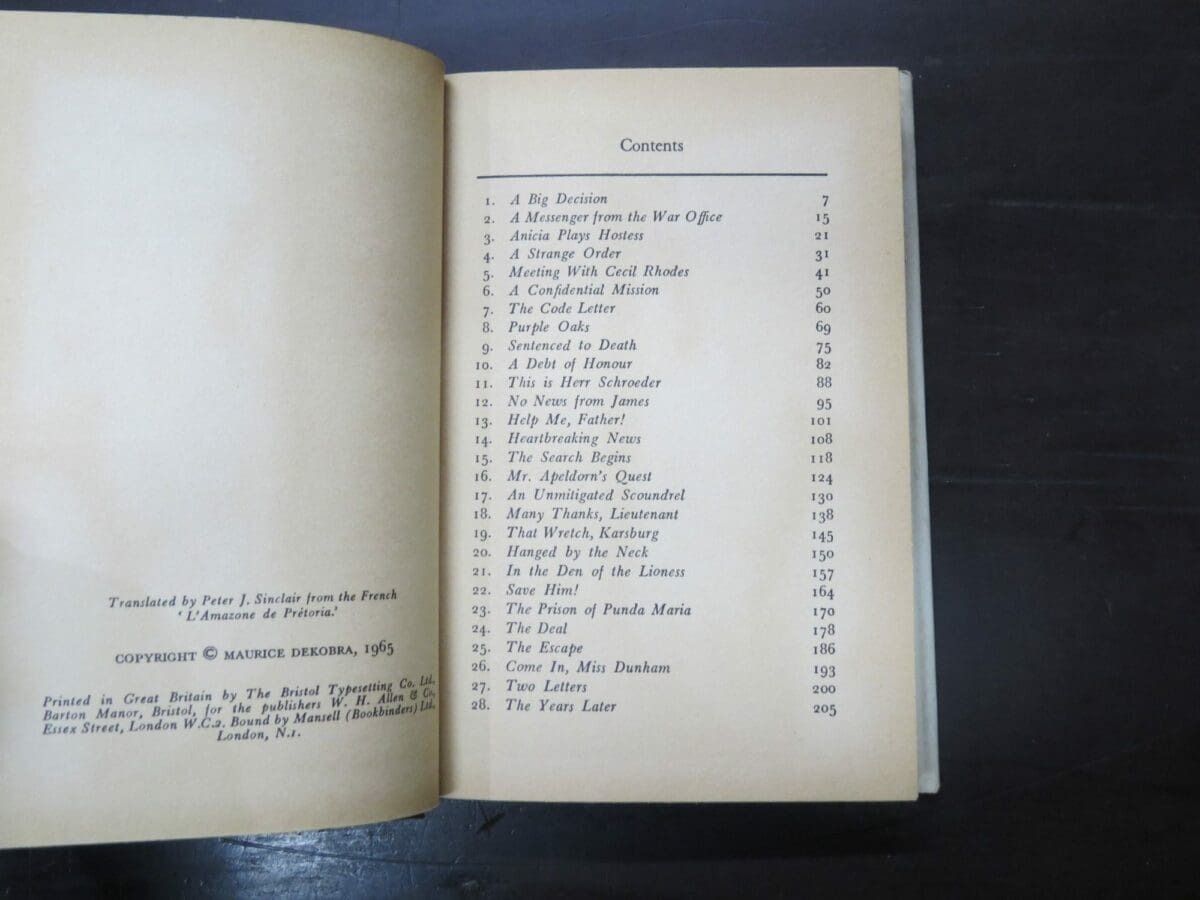 Translated by Peter J. Sinclair from the French
' L'Amazone de Prétoria.'
COPYRIGHT © MAURICE DEKOBRA, 1965
Printed in Great Britain by The Bristol Typesetting Co. Ltd,
Barton Manor, Bristol, for the publishers W. H. Allen & Co,
Essex Street, London W.C.2. Bound by Mansell (Bookbinders) Ltd,
London, N.1.
Contents
1. A Big Decision 7
2. A Messenger from the War Office 15
3. Anicia Plays Hostess 21
4. A Strange Order 31
5. Meeting With Cecil Rhodes 41
6. A Confidential Mission 50
7. The Code Letter 60
8. Purple Oaks 69
9. Sentenced to Death 75
10. A Debt of Honour 82
11. This is Herr Schroeder 88
12. No News from James 95
13. Help Me, Father! 101
14. Heartbreaking News 108
15. The Search Begins 118
16. Mr. Apeldorn's Quest 124
17. An Unmitigated Scoundrel 130
18. Many Thanks, Lieutenant 138
19. That Wretch, Karsburg 145
20. Hanged by the Neck 150
21. In the Den of the Lioness 157
22. Save Him! 164
23. The Prison of Punda Maria 170
24. The Deal 178
25. The Escape 186
26. Come In, Miss Dunham 193
27. Two Letters 200
28. The Years Later 205